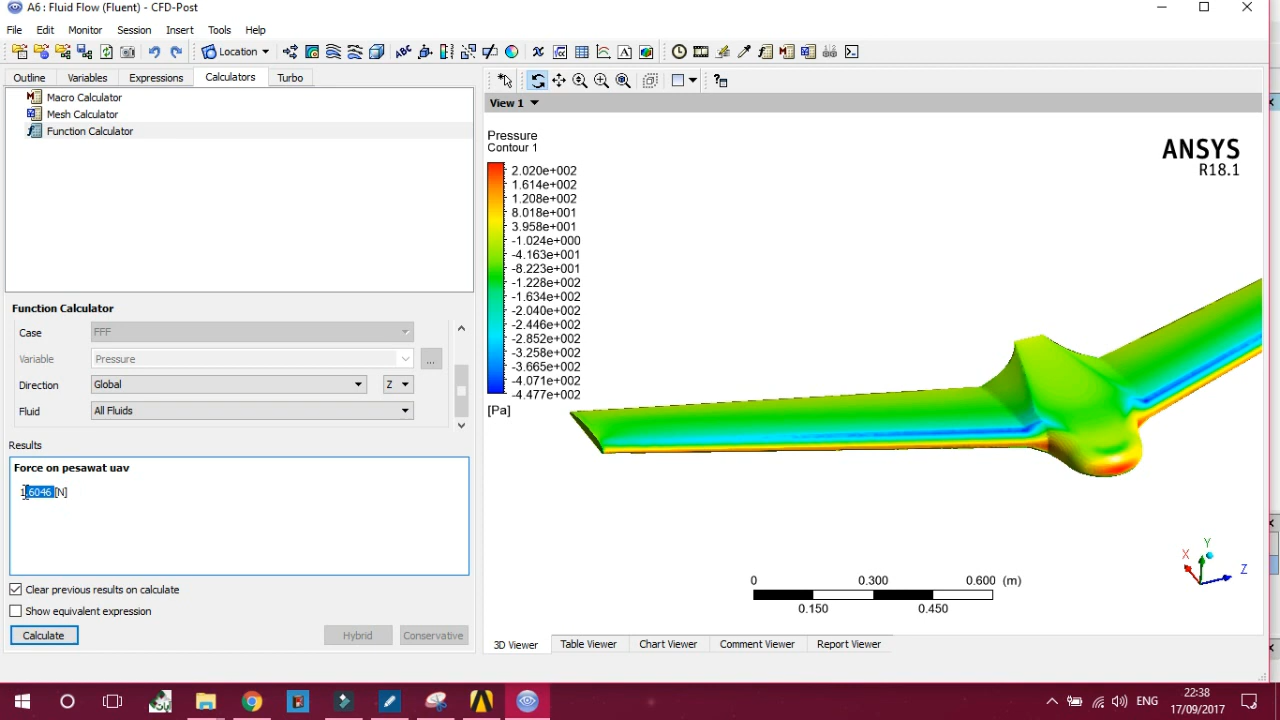 A6 : Fluid Flow (Fluent) - CFD-Post
File Edit Monitor Session Insert Tools Help
Location
Outline Variables Expressions Calculators Turbo
Macro Calculator
Mesh Calculator
Function Calculator
Function Calculator
Case FFF
Variable Pressure ...
Direction Global Z
Fluid All Fluids
Results
Force on pesawat uav
6046 [N]
Clear previous results on calculate
Show equivalent expression
Calculate Hybrid Conservative
View 1
Pressure
Contour 1
2.020e+002
1.614e+002
1.208e+002
8.018e+001
3.958e+001
-1.024e+000
-4.163e+001
-8.223e+001
-1.228e+002
-1.634e+002
-2.040e+002
-2.446e+002
-2.852e+002
-3.258e+002
-3.665e+002
-4.071e+002
-4.477e+002
[Pa]
ANSYS
R18.1
0 0.300 0.600 (m)
0.150 0.450
X Y Z
3D Viewer Table Viewer Chart Viewer Comment Viewer Report Viewer
ENG
22:38
17/09/2017